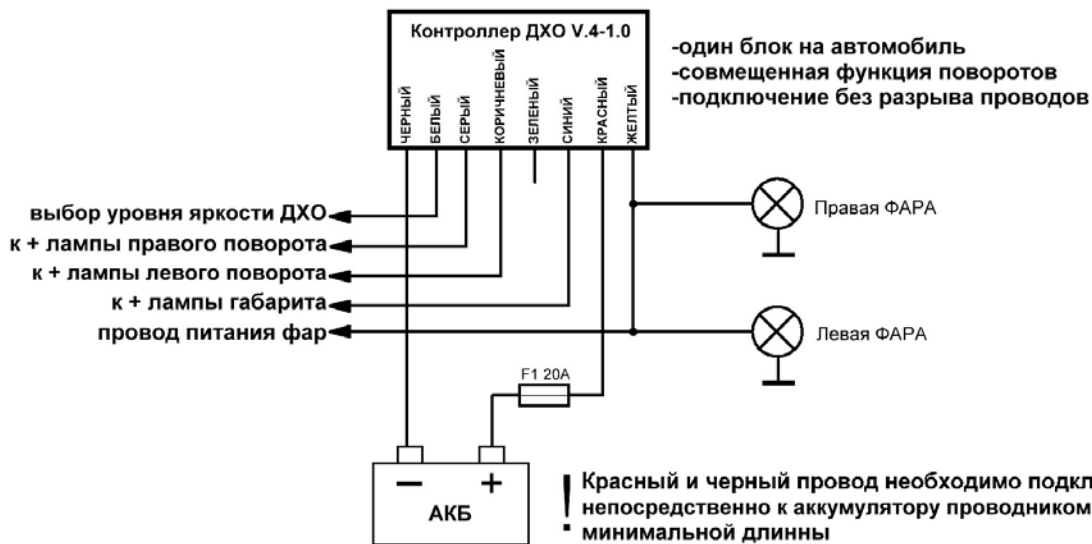 Контроллер ДХО V.4-1.0
ЧЕРНЫЙ
БЕЛЫЙ
СЕРЫЙ
КОРИЧНЕВЫЙ
ЗЕЛЕНЫЙ
СИНИЙ
КРАСНЫЙ
ЖЕЛТЫЙ
-один блок на автомобиль
-совмещенная функция поворотов
-подключение без разрыва проводов
выбор уровня яркости ДХО
к + лампы правого поворота
к + лампы левого поворота
к + лампы габарита
провод питания фар
Правая ФАРА
Левая ФАРА
F1 20A
АКБ
! Красный и черный провод необходимо подкл
непосредственно к аккумулятору проводником
минимальной длинны